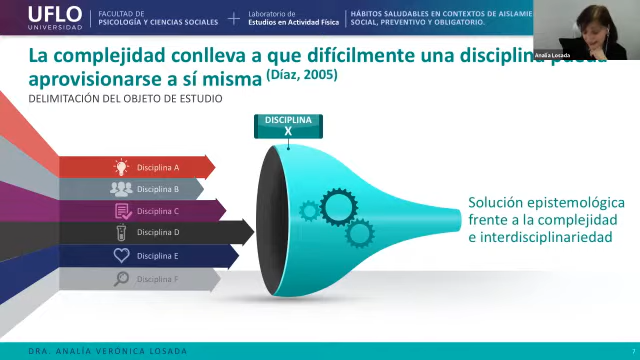 UFLO
UNIVERSIDAD
FACULTAD DE
PSICOLOGÍA Y CIENCIAS SOCIALES
Laboratorio de
Estudios en Actividad Física
HÁBITOS SALUDABLES EN CONTEXTOS DE AISLAMIE
SOCIAL, PREVENTIVO Y OBLIGATORIO.
Analía Losada
La complejidad conlleva a que difícilmente una disciplina pueda
aprovisionarse a sí misma (Díaz, 2005)
DELIMITACIÓN DEL OBJETO DE ESTUDIO
DISCIPLINA
X
Disciplina A
Disciplina B
Disciplina C
Disciplina D
Disciplina E
Disciplina F
Solución epistemológica
frente a la complejidad
e interdisciplinariedad
DRA. ANALÍA VERÓNICA LOSADA
7